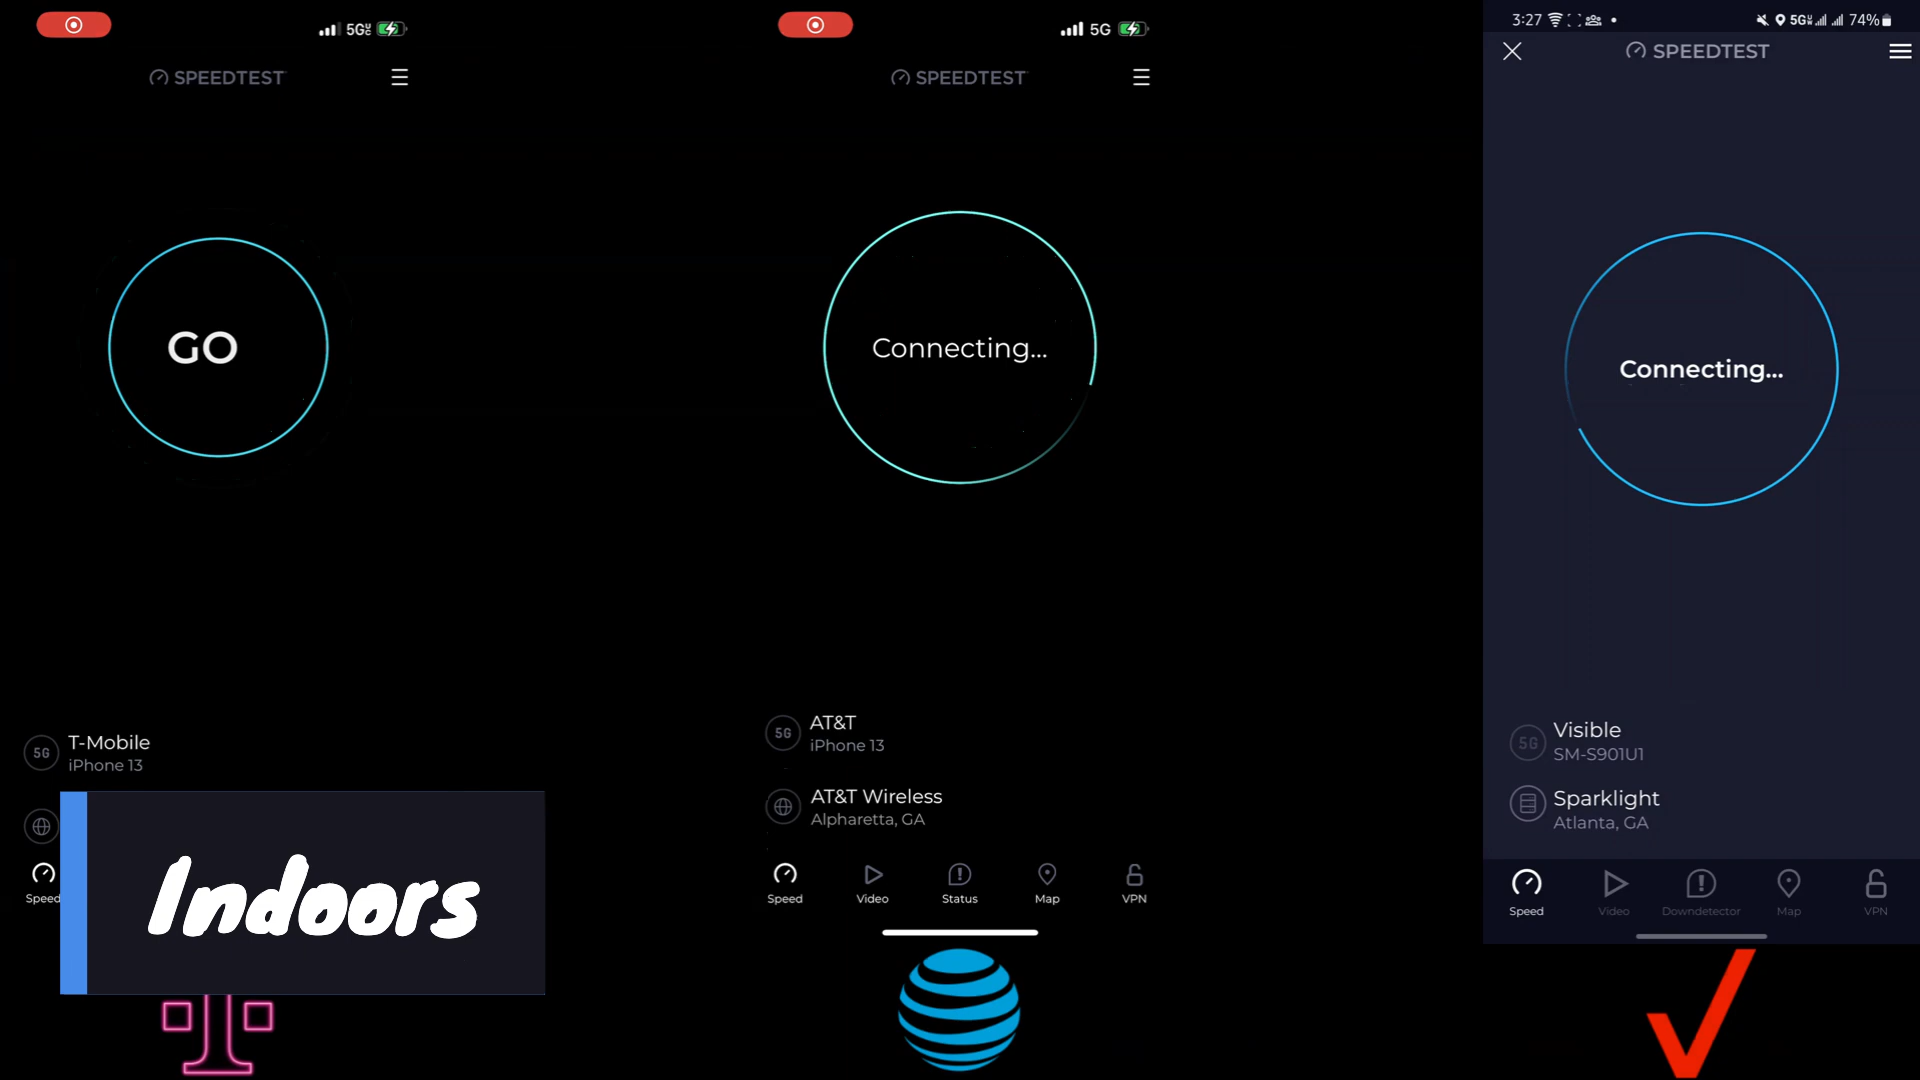 5GUC
SPEEDTEST
GO
5G
T-Mobile
iPhone 13
Speed
Indoors
5G
SPEEDTEST
Connecting...
5G
AT&T
iPhone 13
AT&T Wireless
Alpharetta, GA
Speed
Video
Status
Map
VPN
3:27
5GUW
74%
SPEEDTEST
Connecting...
5G
Visible
SM-S901U1
Sparklight
Atlanta, GA
Speed
Video
Downdetector
Map
VPN